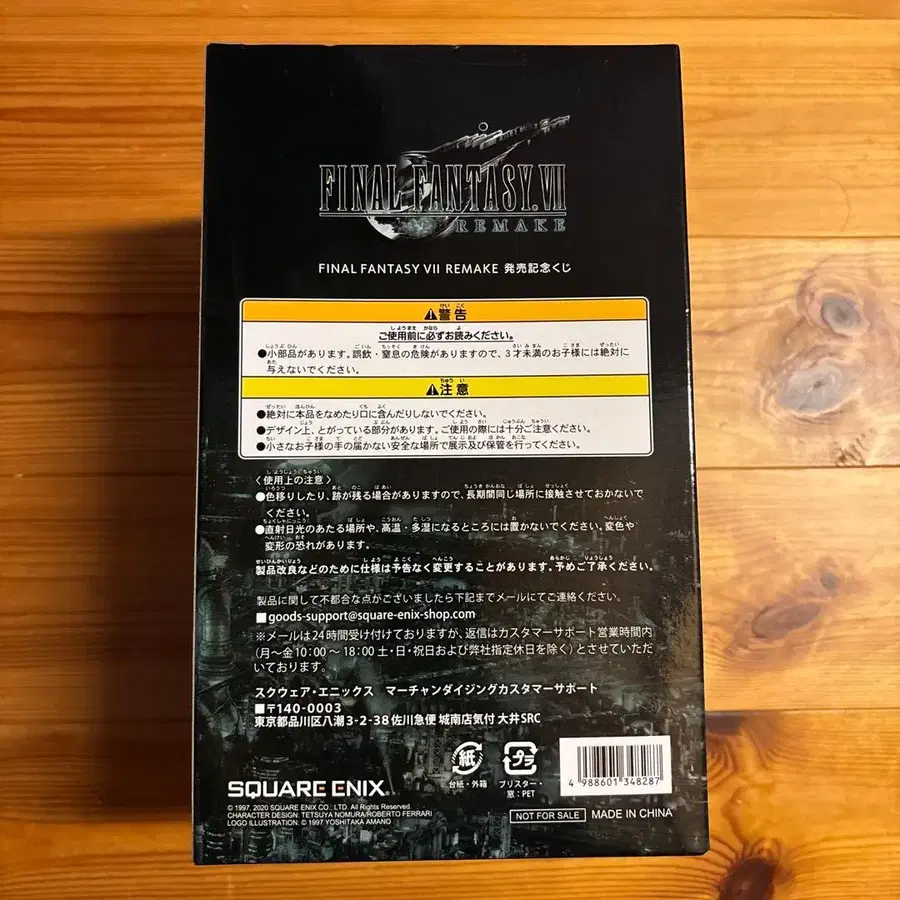 FINAL FANTASY VII
REMAKE
FINAL FANTASY VII REMAKE 発売記念くじ
⚠警告
ご使用前に必ずお読みください。
●小部品があります。誤飲・窒息の危険がありますので、3才未満のお子様には絶対に
与えないでください。
⚠注意
●絶対に本品をなめたり口に含んだりしないでください。
●デザイン上、とがっている部分があります。ご使用の際には十分ご注意ください。
●小さなお子様の手の届かない安全な場所で展示及び保管を行ってください。
〈使用上の注意〉
●色移りしたり、跡が残る場合がありますので、長期間同じ場所に接触させておかないで
ください。
●直射日光のあたる場所や、高温・多湿になるところには置かないでください。変色や
変形の恐れがあります。
製品改良などのために仕様は予告なく変更することがあります。予めご了承ください。
製品に関して不都合な点がございましたら下記までメールにてご連絡ください。
■goods-support@square-enix-shop.com
※メールは24時間受け付けておりますが、返信はカスタマーサポート営業時間内
(月～金10:00～18:00 土・日・祝日および弊社指定休日を除く)とさせていただ
いております。
スクウェア・エニックス マーチャンダイジングカスタマーサポート
■〒140-0003
東京都品川区八潮3-2-38 佐川急便 城南店気付 大井SRC
紙
台紙・外箱
プラ
ブリスター・
窓:PET
4 988601 348287
SQUARE ENIX
© 1997, 2020 SQUARE ENIX CO., LTD. All Rights Reserved.
CHARACTER DESIGN: TETSUYA NOMURA/ROBERTO FERRARI
LOGO ILLUSTRATION: © 1997 YOSHITAKA AMANO
NOT FOR SALE
MADE IN CHINA